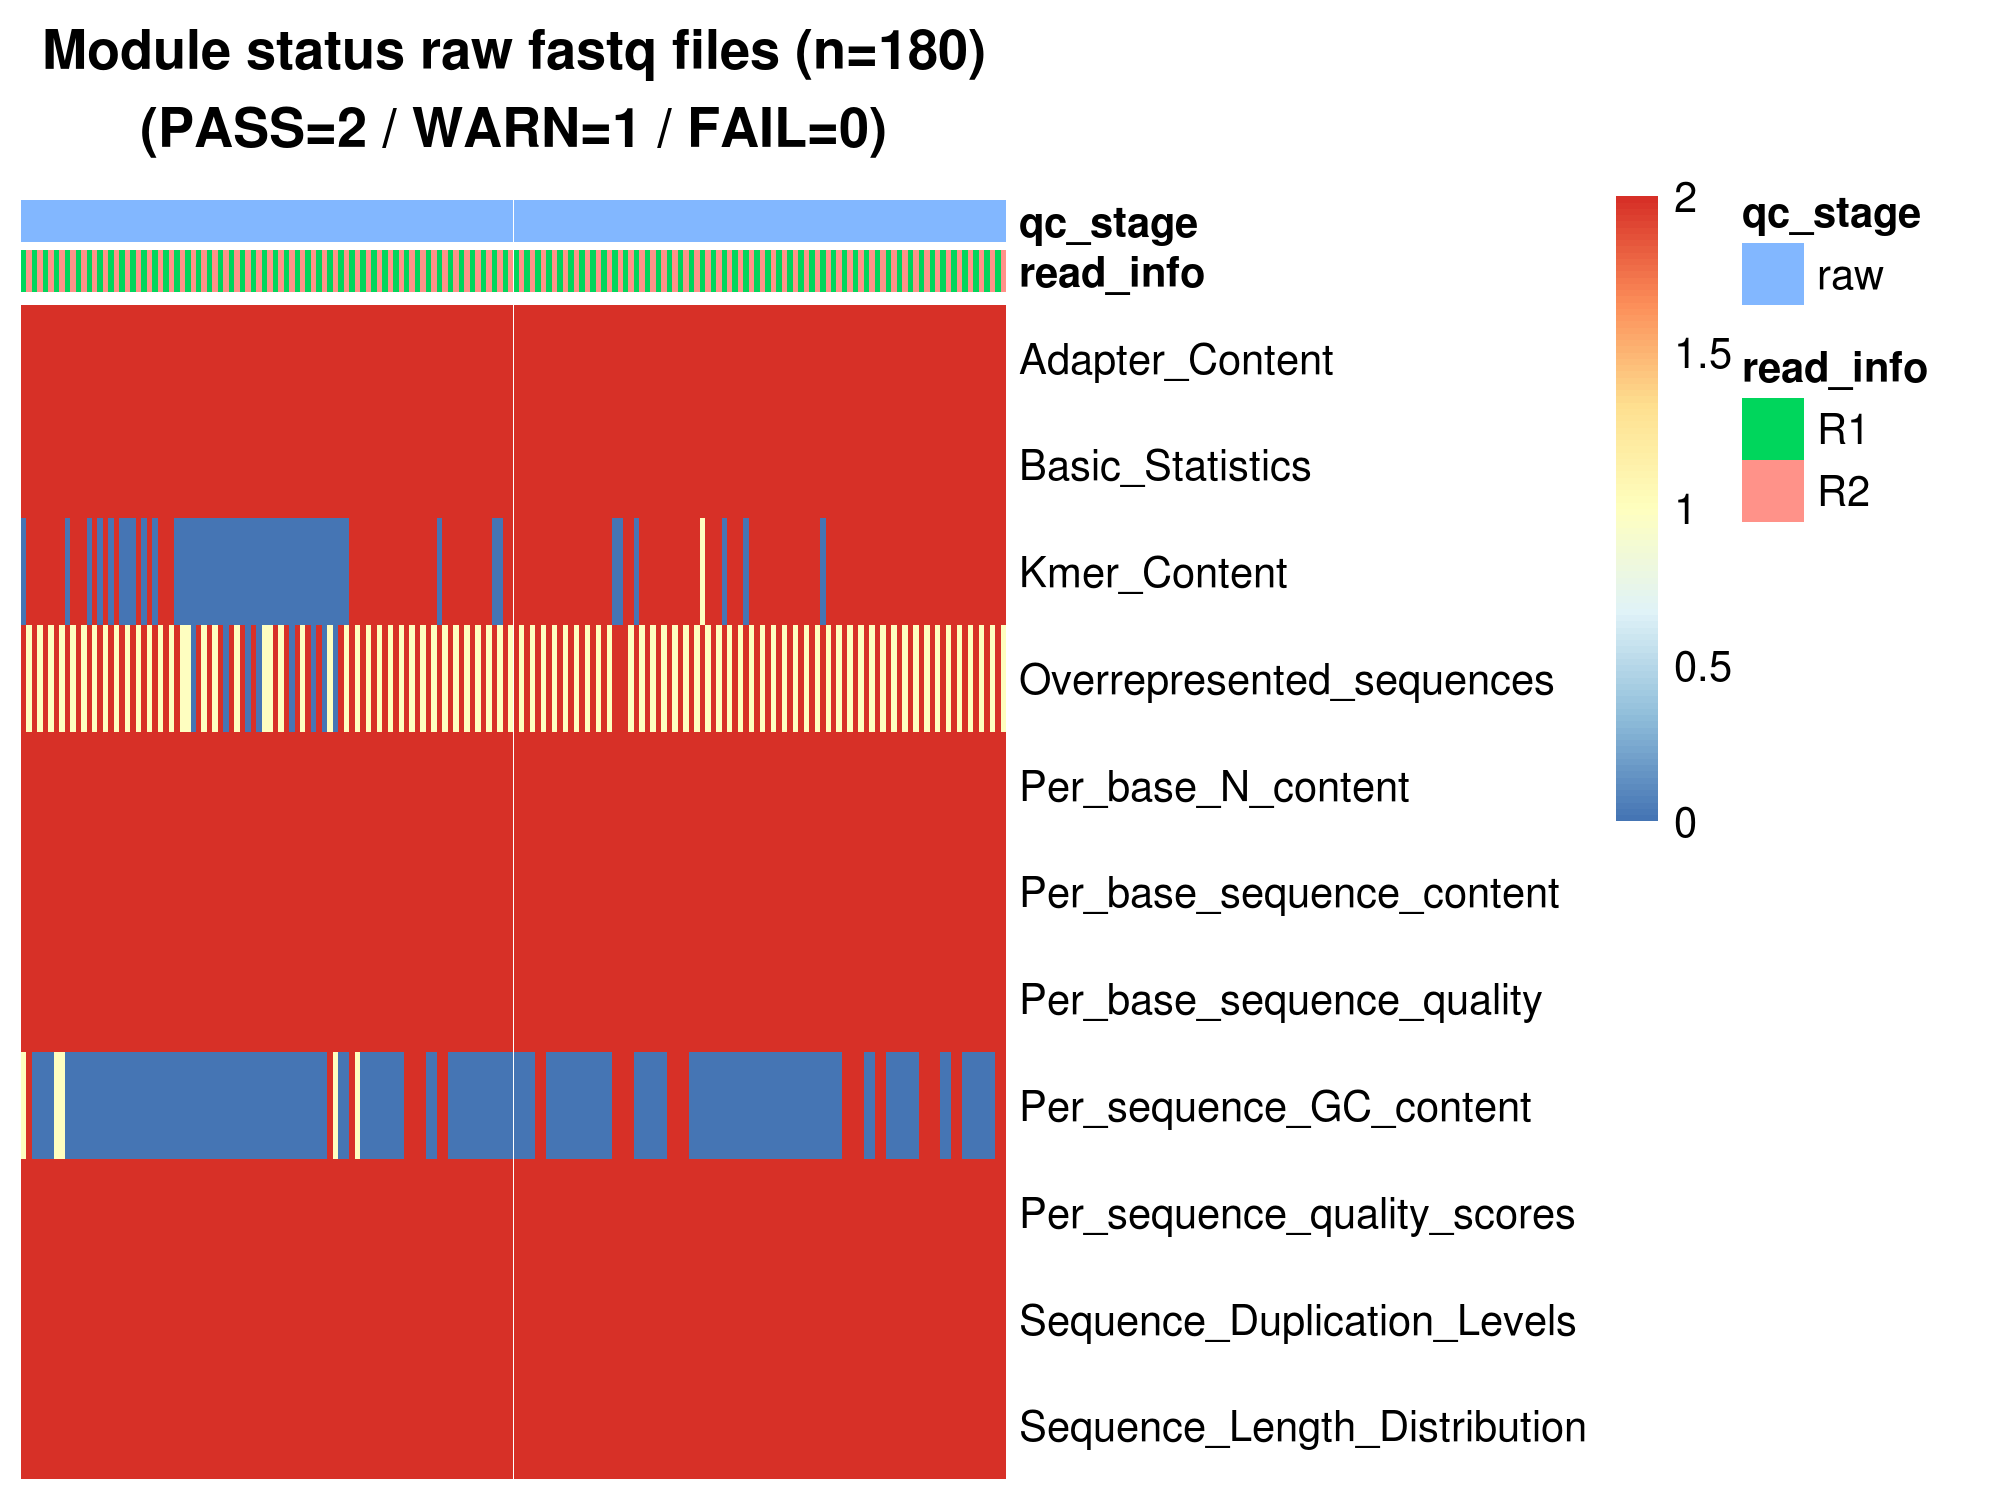 Module status raw fastq files (n=180)
(PASS=2 / WARN=1 / FAIL=0)
qc_stage
read_info
Adapter_Content
Basic_Statistics
Kmer_Content
Overrepresented_sequences
Per_base_N_content
Per_base_sequence_content
Per_base_sequence_quality
Per_sequence_GC_content
Per_sequence_quality_scores
Sequence_Duplication_Levels
Sequence_Length_Distribution
2
1.5
1
0.5
0
qc_stage
raw
read_info
R1
R2